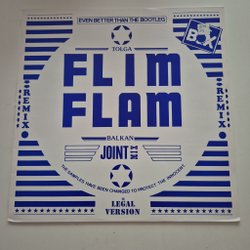 EVEN BETTER THAN THE BOOTLEG
BOX
TOLGA
FLIM
FLAM
REMIX
REMIX
BALKAN
JOINT MIX
THE SAMPLES HAVE BEEN CHANGED TO PROTECT THE INNOCENT.
LEGAL
VERSION